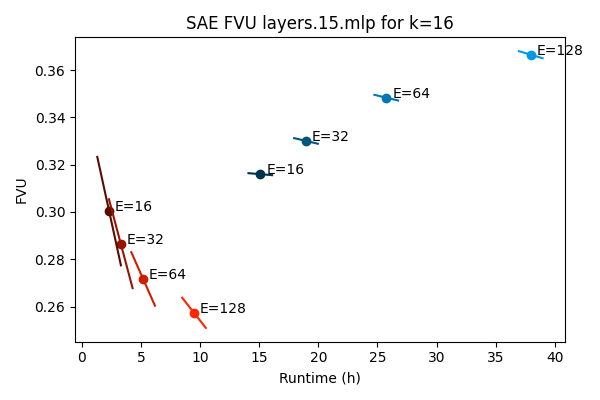 SAE FVU layers.15.mlp for k=16
E=128
0.36
E=64
0.34
E=32
0.32
E=16
FVU
0.30
E=16
E=32
0.28
E=64
0.26
E=128
0 5 10 15 20 25 30 35 40
Runtime (h)